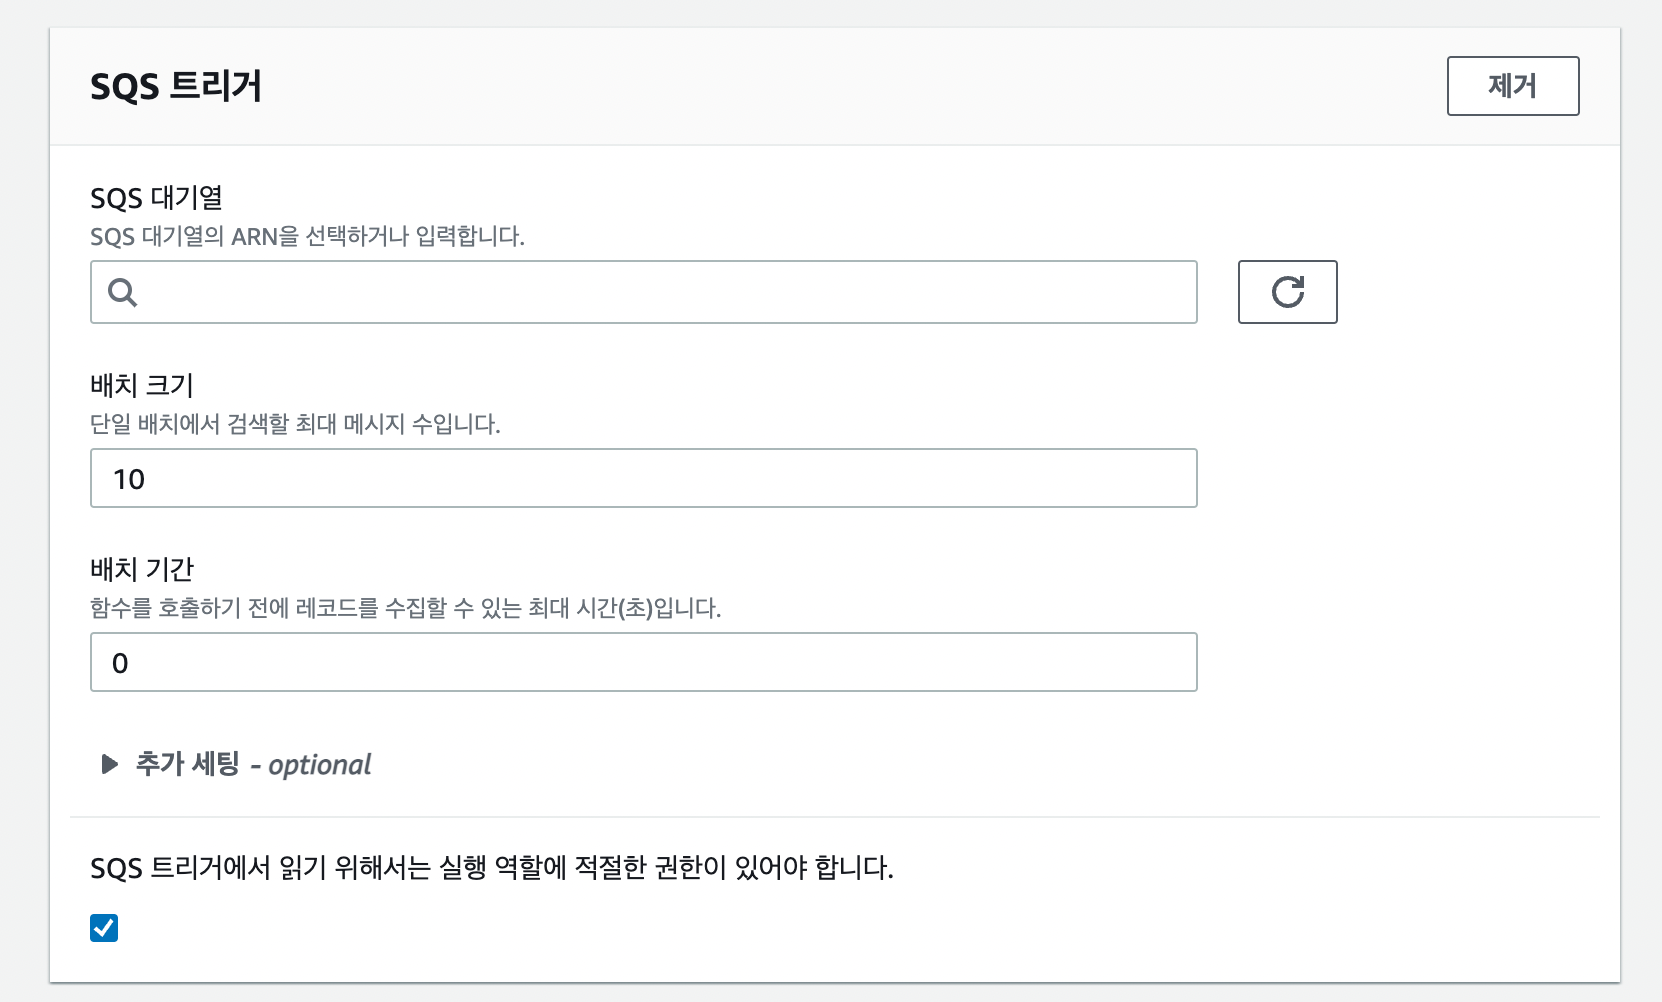 SQS 트리거
제거
SQS 대기열
SQS 대기열의 ARN을 선택하거나 입력합니다.
배치 크기
단일 배치에서 검색할 최대 메시지 수입니다.
10
배치 기간
함수를 호출하기 전에 레코드를 수집할 수 있는 최대 시간(초)입니다.
0
추가 세팅 - optional
SQS 트리거에서 읽기 위해서는 실행 역할에 적절한 권한이 있어야 합니다.